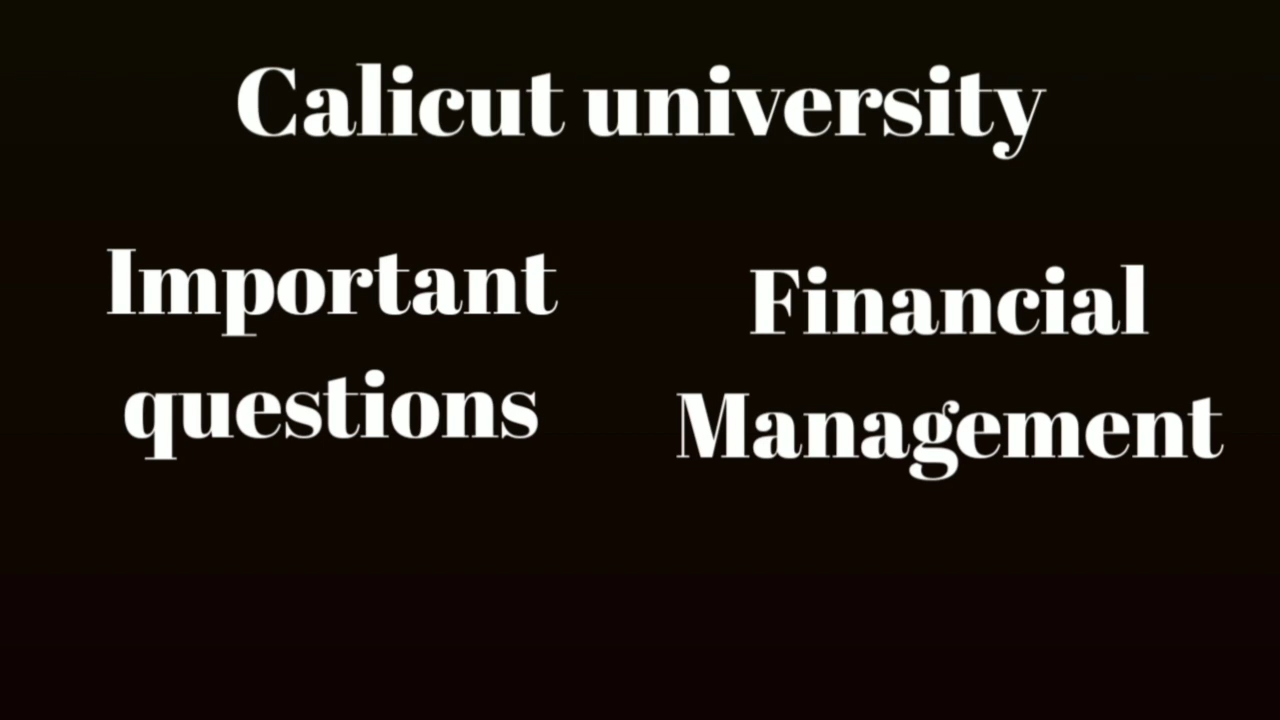 Calicut university
Important
questions
Financial
Management